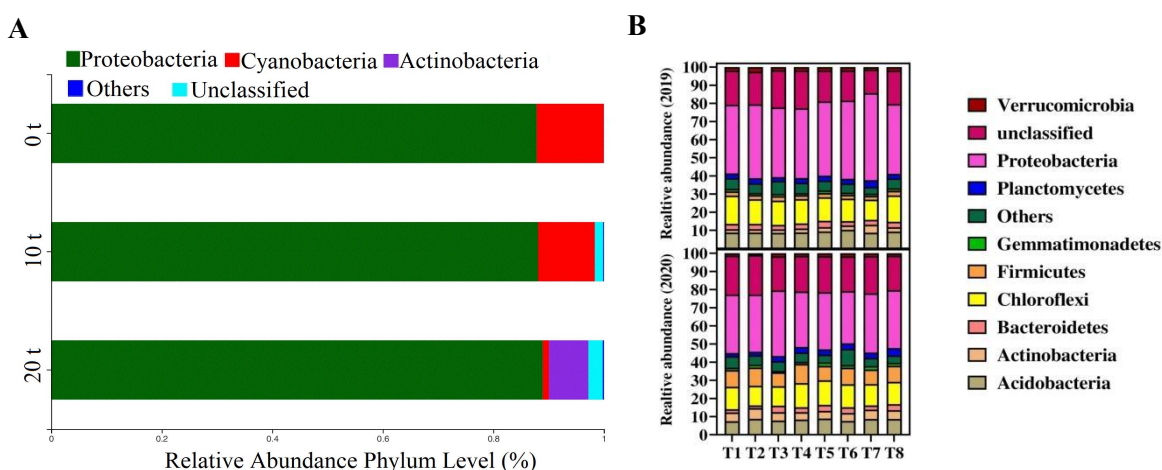 A
Proteobacteria Cyanobacteria Actinobacteria
Others Unclassified
0 t
10 t
20 t
0 0.2 0.4 0.6 0.8 1
Relative Abundance Phylum Level (%)
B
Realtive abundance (2019)
100
90
80
70
60
50
40
30
20
10
Realtive abundance (2020)
100
90
80
70
60
50
40
30
20
10
0
T1 T2 T3 T4 T5 T6 T7 T8
Verrucomicrobia
unclassified
Proteobacteria
Planctomycetes
Others
Gemmatimonadetes
Firmicutes
Chloroflexi
Bacteroidetes
Actinobacteria
Acidobacteria